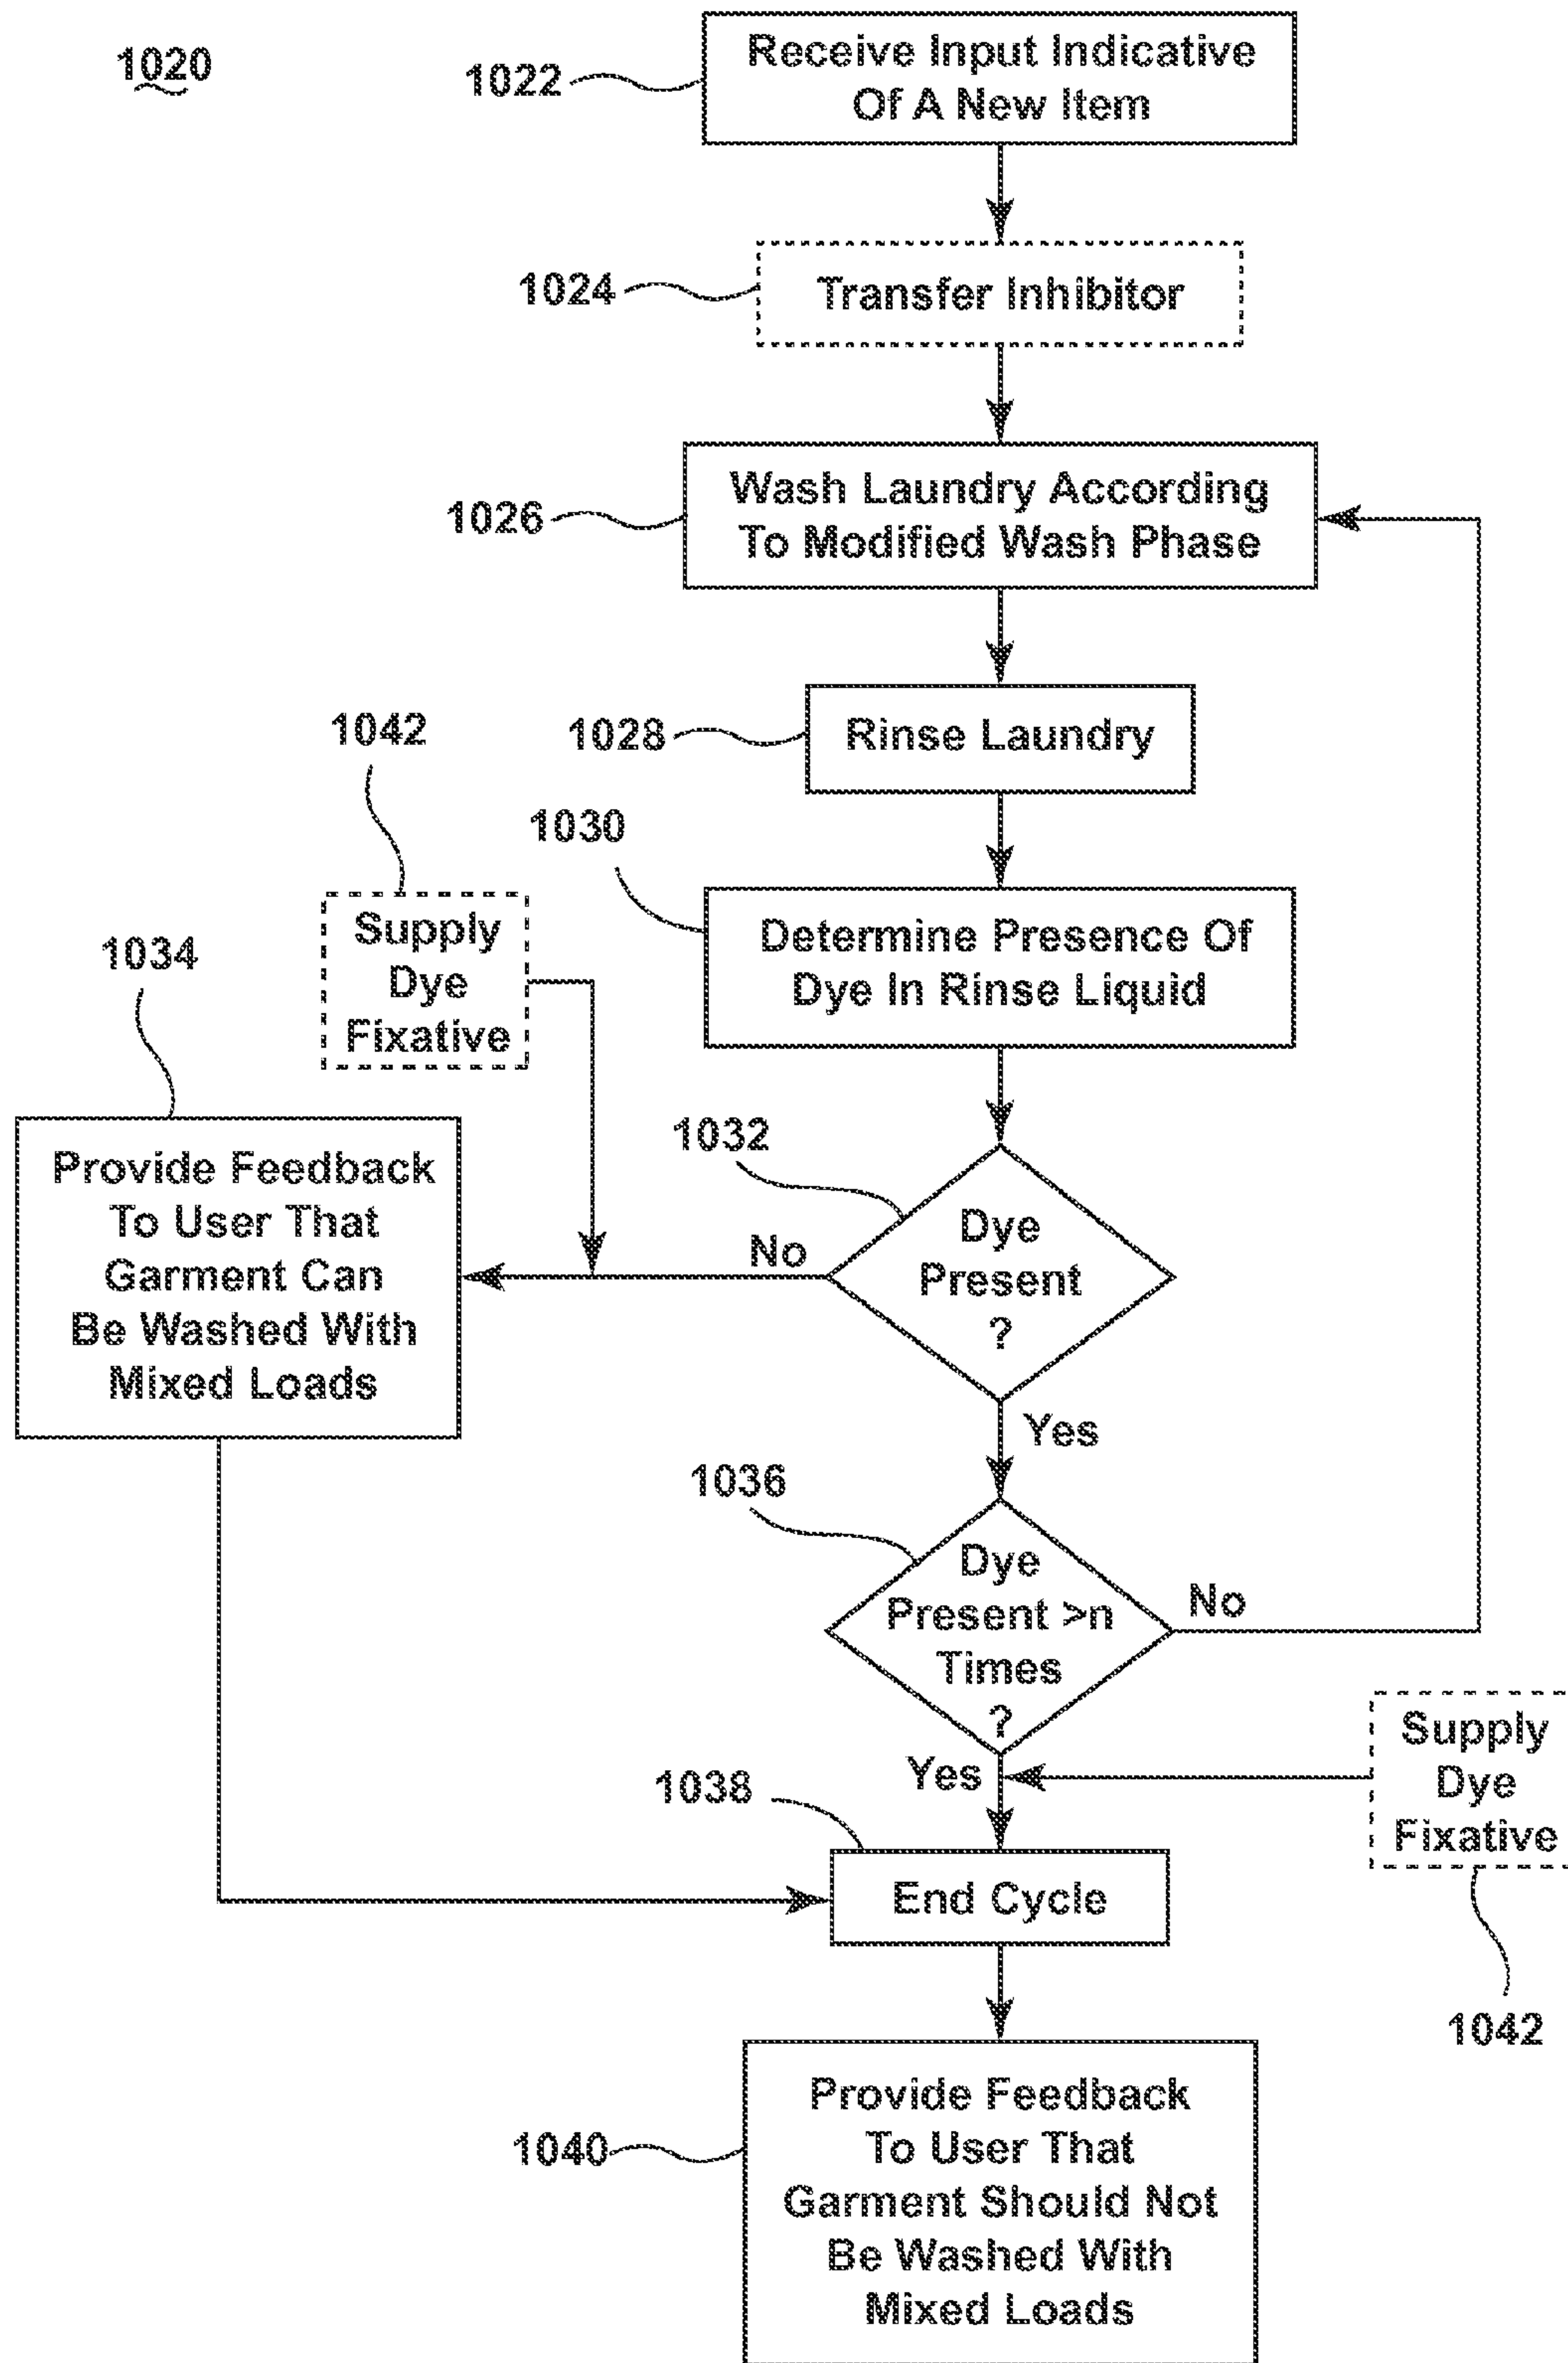 1020
1022
Receive Input Indicative
Of A New Item
1024
Transfer Inhibitor
1026
Wash Laundry According
To Modified Wash Phase
1028
Rinse Laundry
1042
Supply
Dye
Fixative
1030
Determine Presence Of
Dye In Rinse Liquid
1034
Provide Feedback
To User That
Garment Can
Be Washed With
Mixed Loads
1032
Dye
Present
?
No
Yes
1036
Dye
Present >n
Times
?
No
Yes
Supply
Dye
Fixative
1042
1038
End Cycle
1040
Provide Feedback
To User That
Garment Should Not
Be Washed With
Mixed Loads